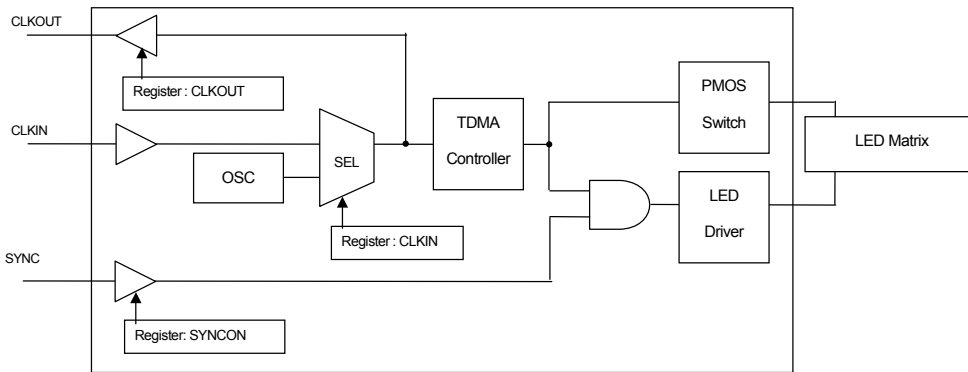 CLKOUT
Register : CLKOUT
CLKIN
OSC
SEL
Register : CLKIN
TDMA
Controller
PMOS
Switch
LED Matrix
LED
Driver
SYNC
Register: SYNCON